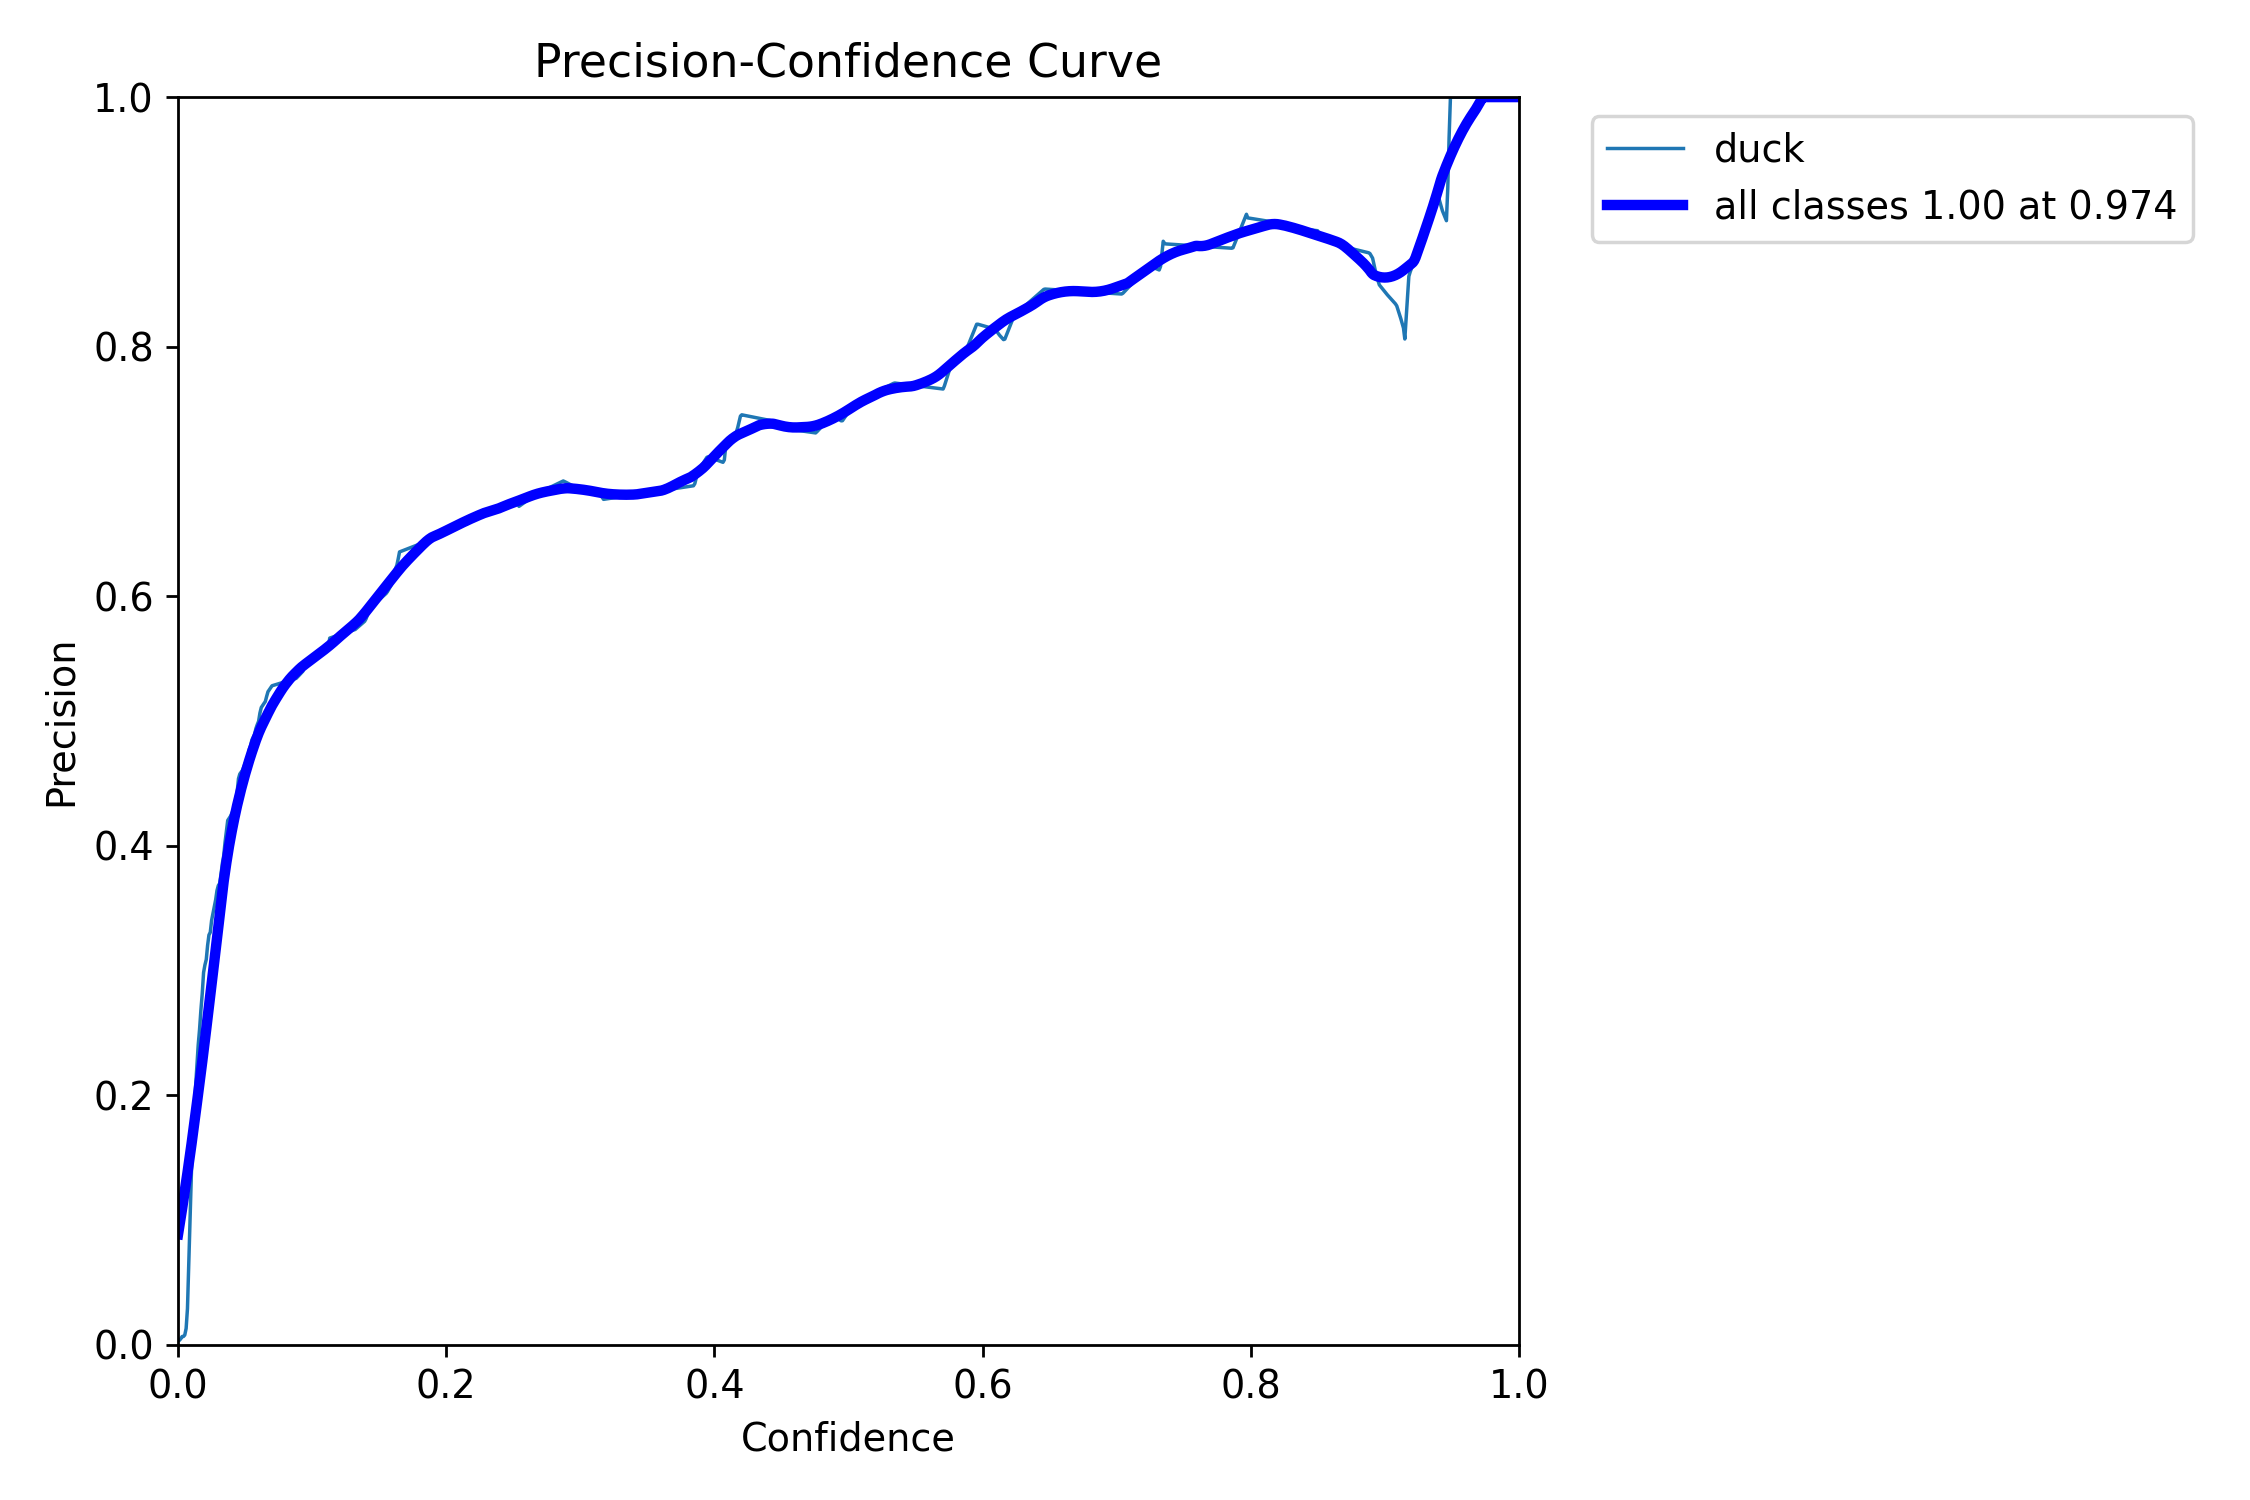 Precision-Confidence Curve
1.0
0.8
0.6
0.4
0.2
0.0
Precision
0.0 0.2 0.4 0.6 0.8 1.0
Confidence
duck
all classes 1.00 at 0.974